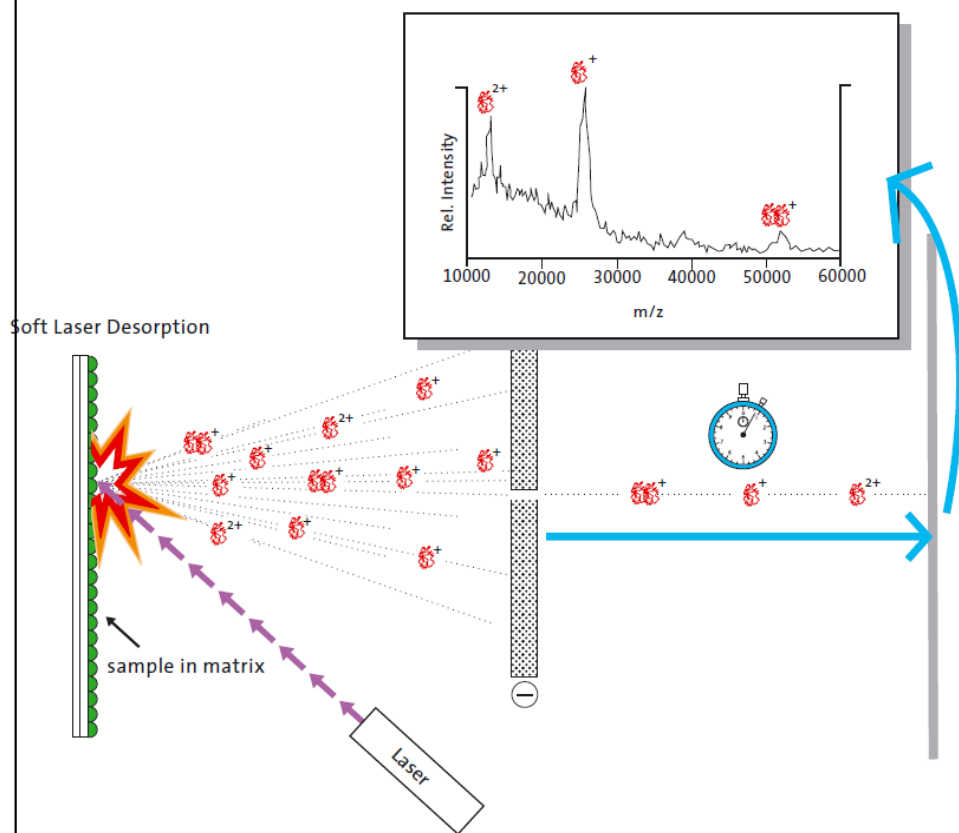 2+
+
+
Rel. Intensity
10000 20000 30000 40000 50000 60000
m/z
Soft Laser Desorption
+
2+
+
+
+
+
+
+
+
2+
2+
+
+
+
sample in matrix
Laser